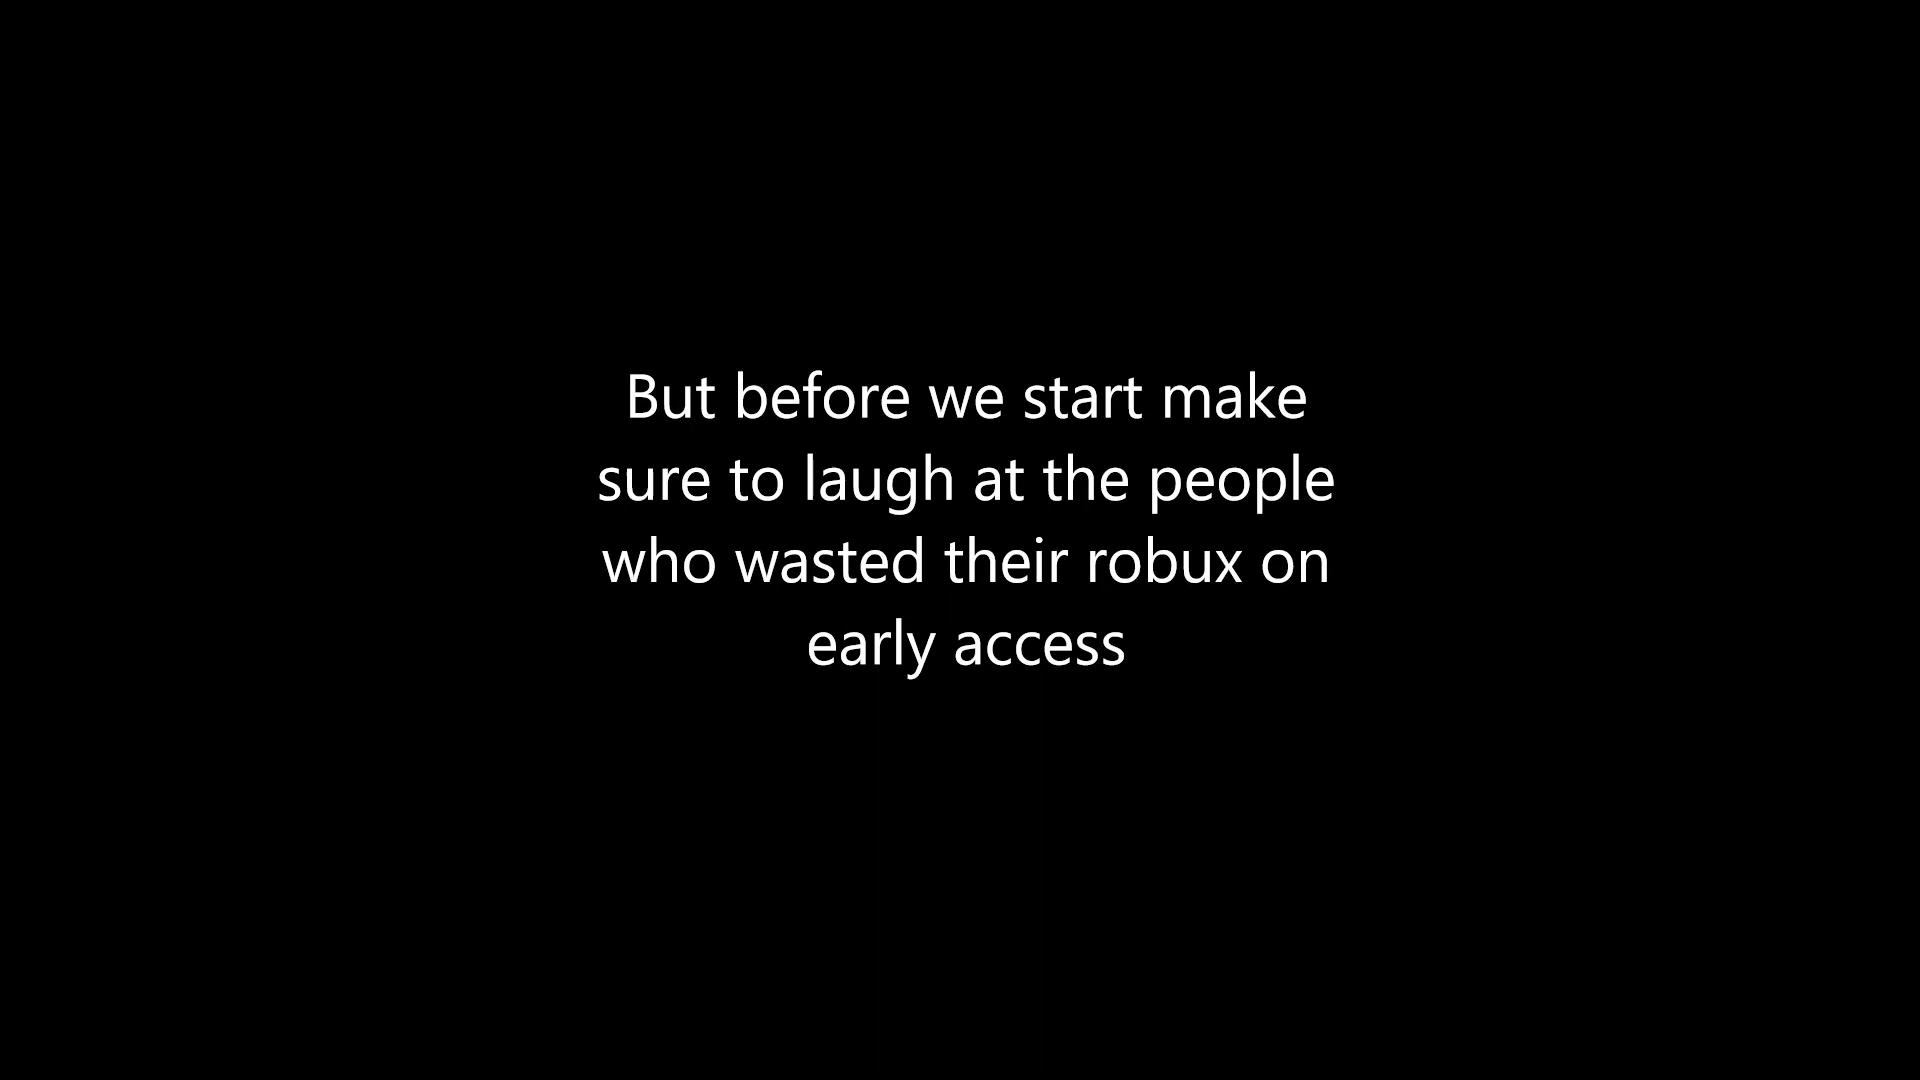 But before we start make
sure to laugh at the people
who wasted their robux on
early access